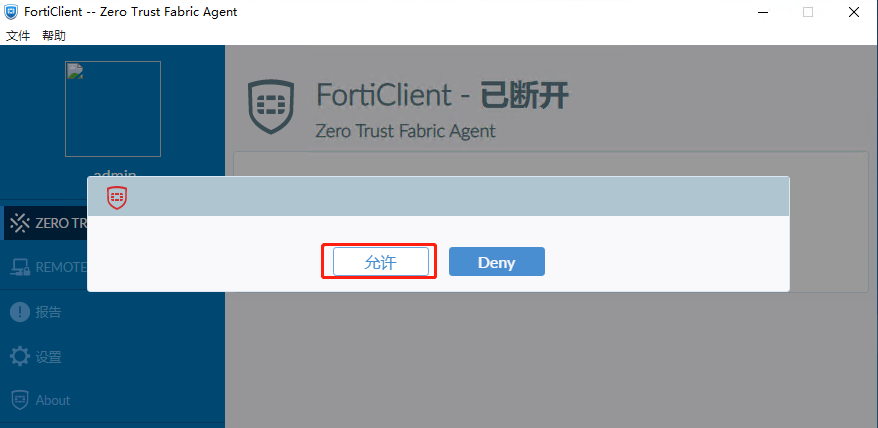 FortiClient -- Zero Trust Fabric Agent
文件 帮助
FortiClient - 已断开
Zero Trust Fabric Agent
admin
ZERO TR
REMOTE
允许 Deny
报告
设置
About